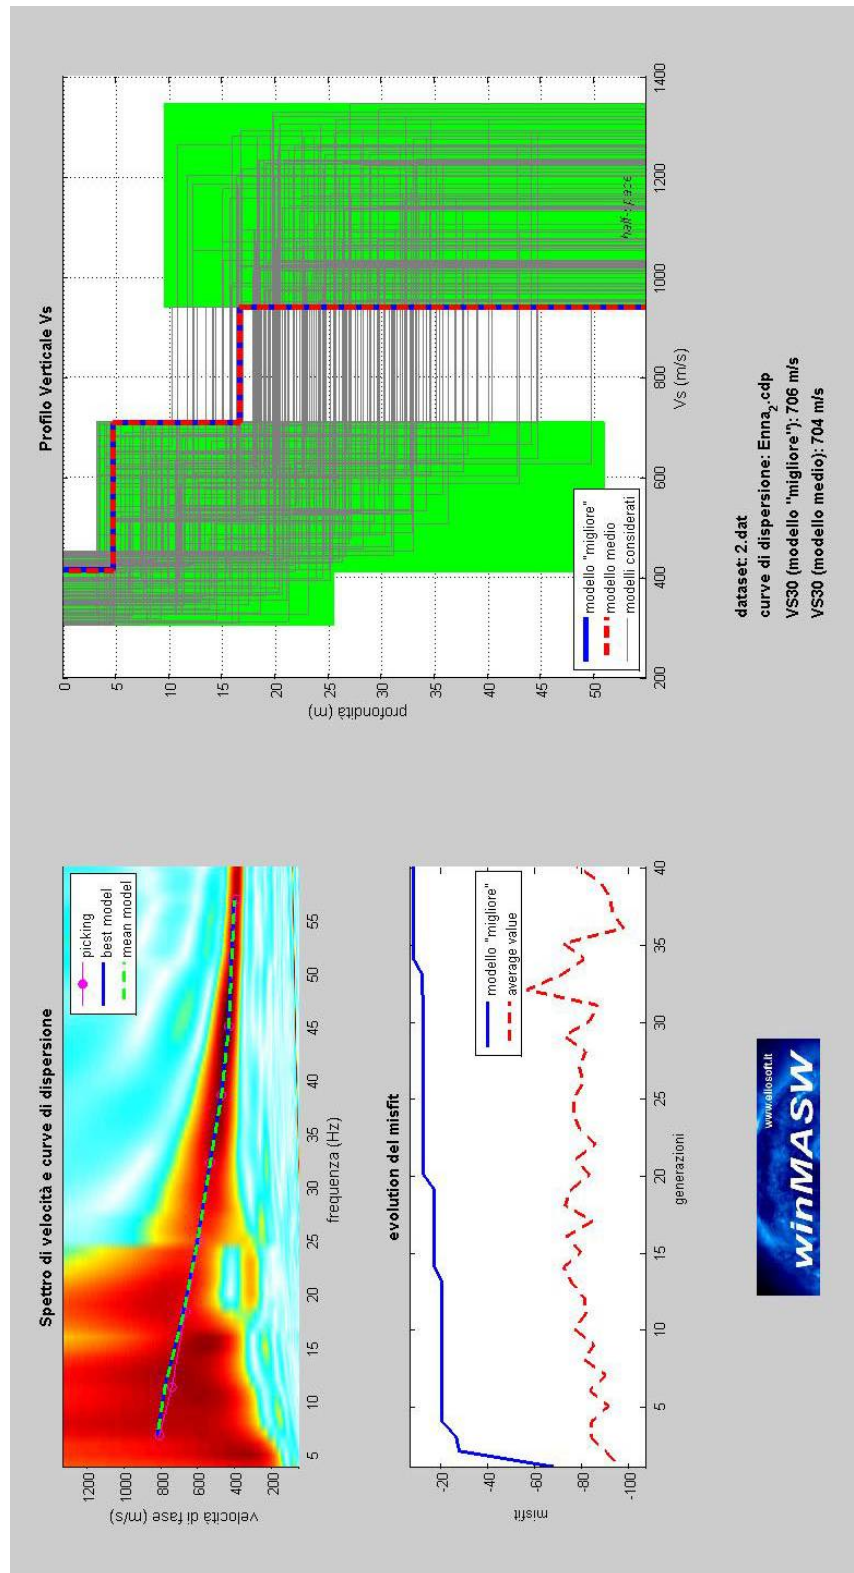 Spettro di velocità e curve di dispersione
1200
1000
800
600
400
200
velocità di fase (m/s)
picking
best model
mean model
5
10
15
20
25
30
35
40
45
50
55
frequenza (Hz)
evolution del misfit
-20
-40
-60
-80
-100
misfit
modello "migliore"
average value
5
10
15
20
25
30
35
40
generazioni
winMASW
www.eliosoft.it
Profilo Verticale Vs
0
5
10
15
20
25
30
35
40
45
50
profondità (m)
half-space
modello "migliore"
modello medio
modelli considerati
200
400
600
800
1000
1200
1400
Vs (m/s)
dataset: 2.dat
curve di dispersione: Enna2.cdp
VS30 (modello "migliore"): 706 m/s
VS30 (modello medio): 704 m/s